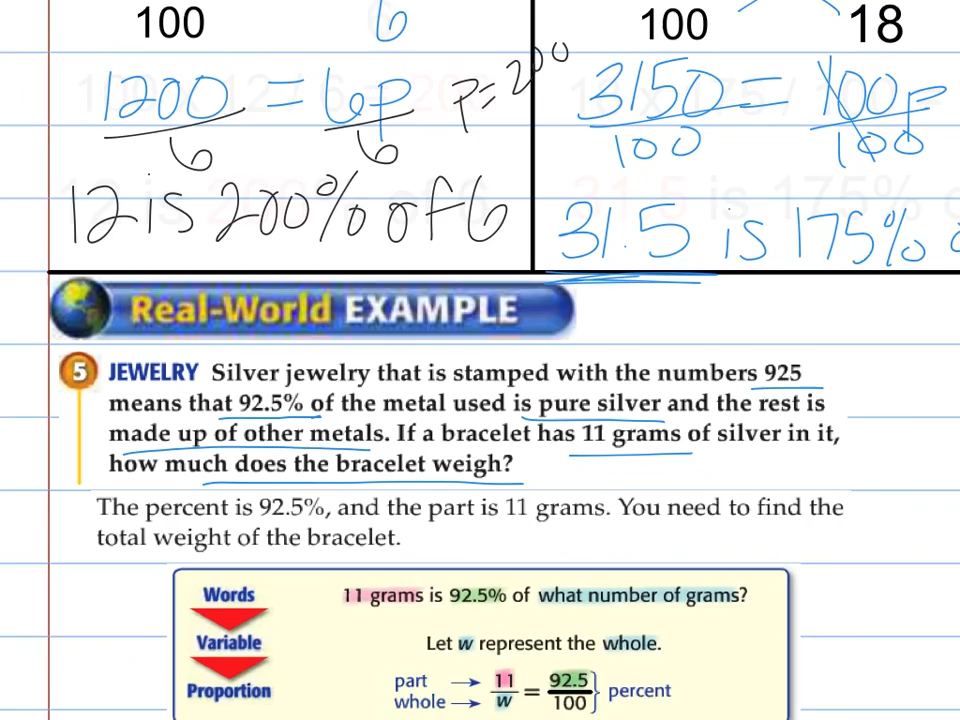 100 6 100 18
1200 = 6p p = 200 3150 = 100p
6 6 100 100
12 is 200% of 6 31.5 is 175%
Real-World EXAMPLE
5 JEWELRY Silver jewelry that is stamped with the numbers 925
means that 92.5% of the metal used is pure silver and the rest is
made up of other metals. If a bracelet has 11 grams of silver in it,
how much does the bracelet weigh?
The percent is 92.5%, and the part is 11 grams. You need to find the
total weight of the bracelet.
Words 11 grams is 92.5% of what number of grams?
Variable Let w represent the whole.
Proportion part → 11 = 92.5 percent
whole → w 100